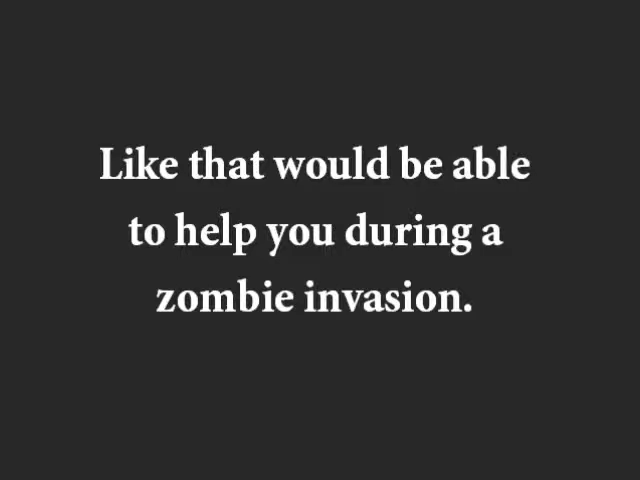 Like that would be able
to help you during a
zombie invasion.